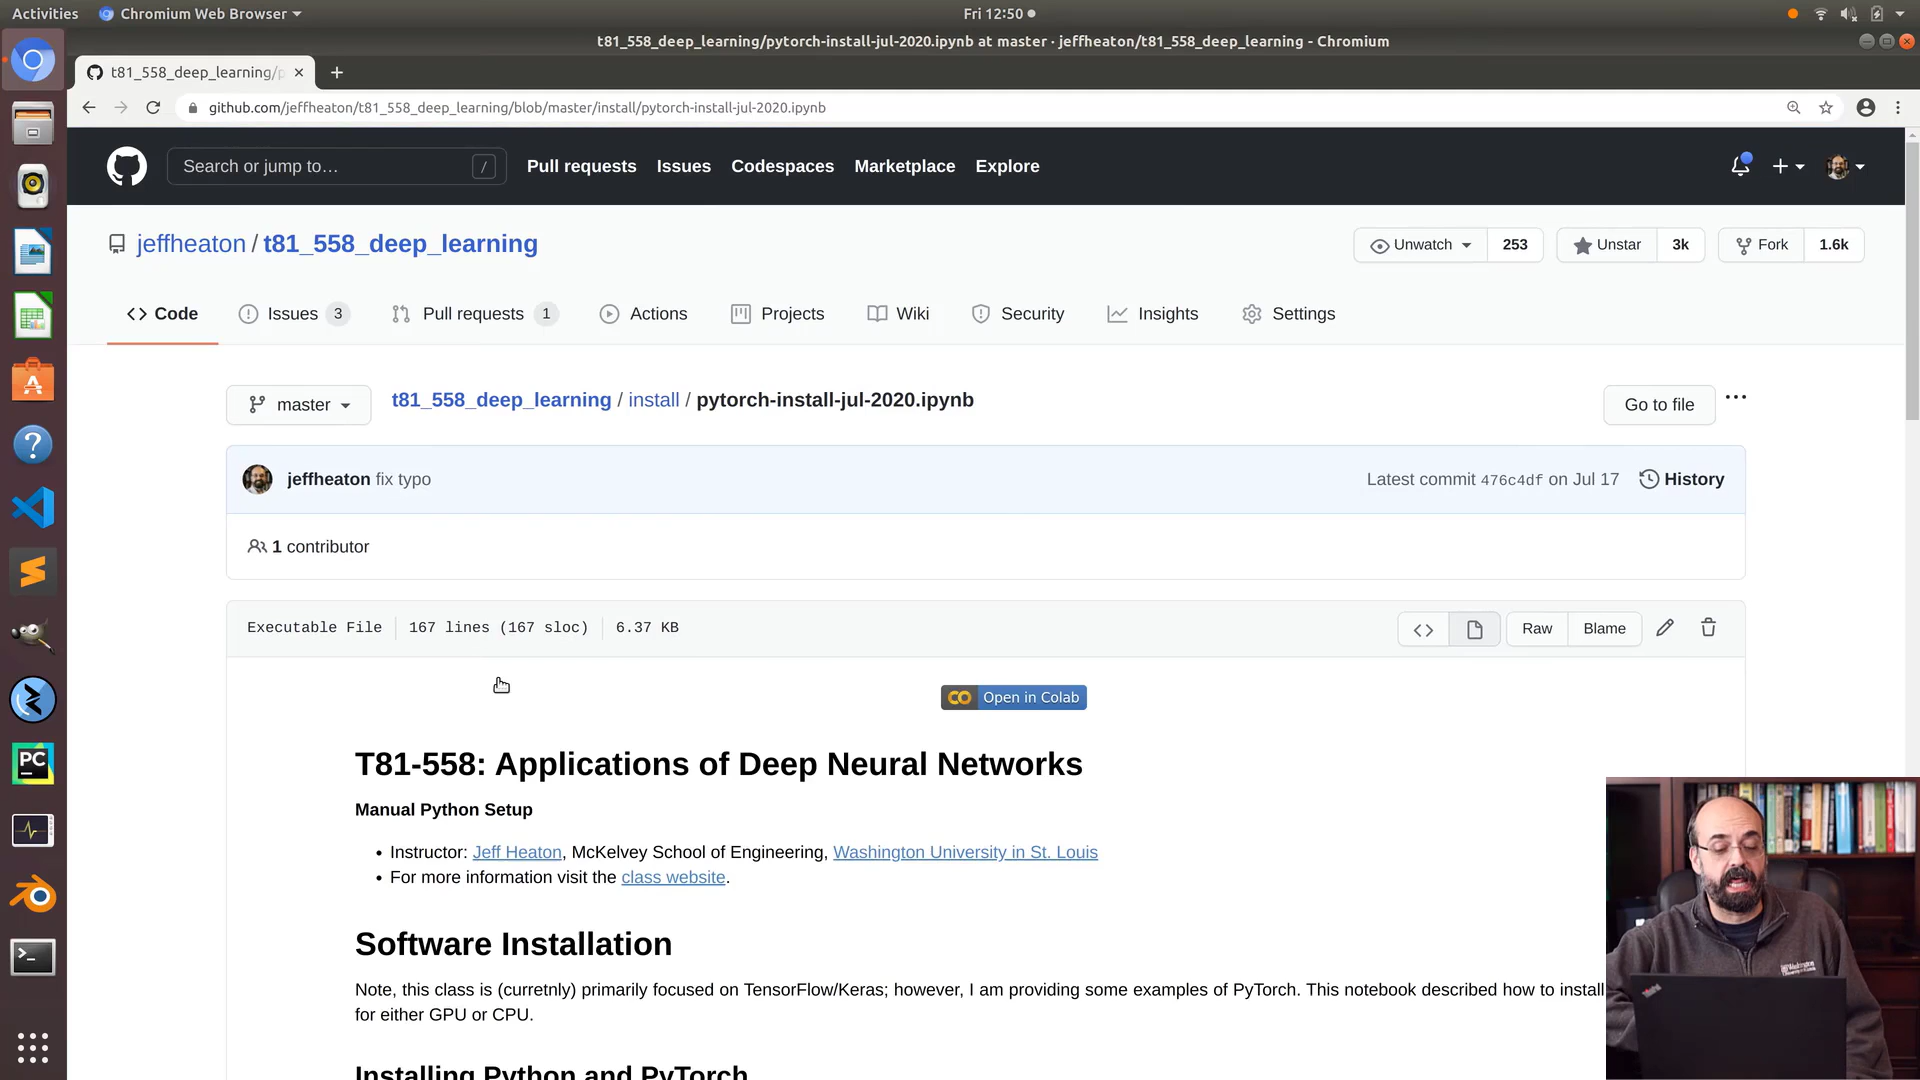 Activities
Chromium Web Browser
Fri 12:50
t81_558_deep_learning/pytorch-install-jul-2020.ipynb at master · jeffheaton/t81_558_deep_learning - Chromium
t81_558_deep_learning/p
github.com/jeffheaton/t81_558_deep_learning/blob/master/install/pytorch-install-jul-2020.ipynb
Search or jump to…
/
Pull requests
Issues
Codespaces
Marketplace
Explore
jeffheaton / t81_558_deep_learning
Unwatch 253
Unstar 3k
Fork 1.6k
Code
Issues 3
Pull requests 1
Actions
Projects
Wiki
Security
Insights
Settings
master
t81_558_deep_learning / install / pytorch-install-jul-2020.ipynb
Go to file
jeffheaton fix typo
Latest commit 476c4df on Jul 17
History
1 contributor
Executable File
167 lines (167 sloc)
6.37 KB
Raw
Blame
CO Open in Colab
T81-558: Applications of Deep Neural Networks
Manual Python Setup
• Instructor: Jeff Heaton, McKelvey School of Engineering, Washington University in St. Louis
• For more information visit the class website.
Software Installation
Note, this class is (curretnly) primarily focused on TensorFlow/Keras; however, I am providing some examples of PyTorch. This notebook described how to install
for either GPU or CPU.
Installing Python and PyTorch
PC